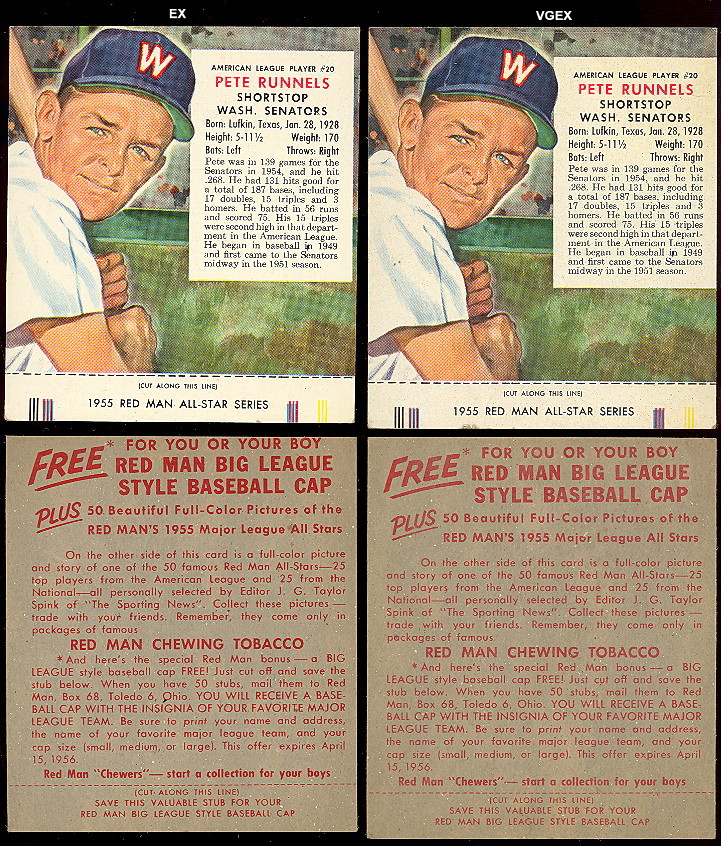 EX
W
AMERICAN LEAGUE PLAYER #20
PETE RUNNELS
SHORTSTOP
WASH. SENATORS
Born: Lufkin, Texas, Jan. 28, 1928
Height: 5-11½ Weight: 170
Bats: Left Throws: Right
Pete was in 139 games for the
Senators in 1954, and he hit
.268. He had 131 hits good for
a total of 187 bases, including
17 doubles, 15 triples and 3
homers. He batted in 56 runs
and scored 75. His 15 triples
were second high in that depart-
ment in the American League.
He began in baseball in 1949
and first came to the Senators
midway in the 1951 season.
(CUT ALONG THIS LINE)
1955 RED MAN ALL-STAR SERIES
VGEX
W
AMERICAN LEAGUE PLAYER #20
PETE RUNNELS
SHORTSTOP
WASH. SENATORS
Born: Lufkin, Texas, Jan. 28, 1928
Height: 5-11½ Weight: 170
Bats: Left Throws: Right
Pete was in 139 games for the
Senators in 1954, and he hit
.268. He had 131 hits good for
a total of 187 bases, including
17 doubles, 15 triples and 3
homers. He batted in 56 runs
and scored 75. His 15 triples
were second high in that depart-
ment in the American League.
He began in baseball in 1949
and first came to the Senators
midway in the 1951 season.
(CUT ALONG THIS LINE)
1955 RED MAN ALL-STAR SERIES
FREE* FOR YOU OR YOUR BOY
RED MAN BIG LEAGUE
STYLE BASEBALL CAP
PLUS 50 Beautiful Full-Color Pictures of the
RED MAN'S 1955 Major League All Stars
On the other side of this card is a full-color picture
and story of one of the 50 famous Red Man All-Stars—25
top players from the American League and 25 from the
National—all personally selected by Editor J. G. Taylor
Spink of "The Sporting News". Collect these pictures—
trade with your friends. Remember, they come only in
packages of famous
RED MAN CHEWING TOBACCO
*And here's the special Red Man bonus—a BIG
LEAGUE style baseball cap FREE! Just cut off and save the
stub below. When you have 50 stubs, mail them to Red
Man, Box 68, Toledo 6, Ohio. YOU WILL RECEIVE A BASE-
BALL CAP WITH THE INSIGNIA OF YOUR FAVORITE MAJOR
LEAGUE TEAM. Be sure to print your name and address,
the name of your favorite major league team, and your
cap size (small, medium, or large). This offer expires April
15, 1956.
Red Man "Chewers"—start a collection for your boys
(CUT ALONG THIS LINE)
SAVE THIS VALUABLE STUB FOR YOUR
RED MAN BIG LEAGUE STYLE BASEBALL CAP
FREE* FOR YOU OR YOUR BOY
RED MAN BIG LEAGUE
STYLE BASEBALL CAP
PLUS 50 Beautiful Full-Color Pictures of the
RED MAN'S 1955 Major League All Stars
On the other side of this card is a full-color picture
and story of one of the 50 famous Red Man All-Stars—25
top players from the American League and 25 from the
National—all personally selected by Editor J. G. Taylor
Spink of "The Sporting News". Collect these pictures—
trade with your friends. Remember, they come only in
packages of famous
RED MAN CHEWING TOBACCO
*And here's the special Red Man bonus—a BIG
LEAGUE style baseball cap FREE! Just cut off and save the
stub below. When you have 50 stubs, mail them to Red
Man, Box 68, Toledo 6, Ohio. YOU WILL RECEIVE A BASE-
BALL CAP WITH THE INSIGNIA OF YOUR FAVORITE MAJOR
LEAGUE TEAM. Be sure to print your name and address,
the name of your favorite major league team, and your
cap size (small, medium, or large). This offer expires April
15, 1956.
Red Man "Chewers"—start a collection for your boys
(CUT ALONG THIS LINE)
SAVE THIS VALUABLE STUB FOR YOUR
RED MAN BIG LEAGUE STYLE BASEBALL CAP